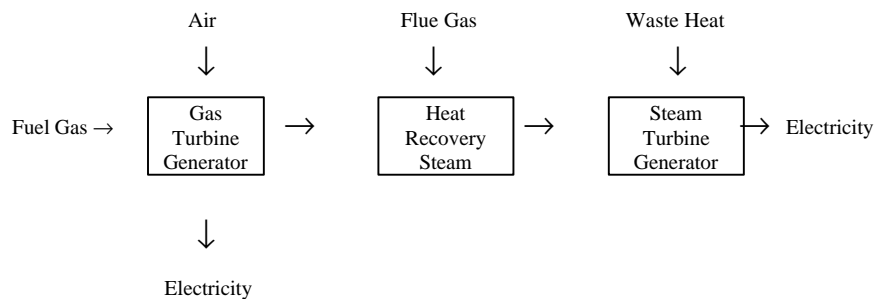 Air
Flue Gas
Waste Heat
Fuel Gas →
Gas
Turbine
Generator
Heat
Recovery
Steam
Steam
Turbine
Generator
Electricity
Electricity